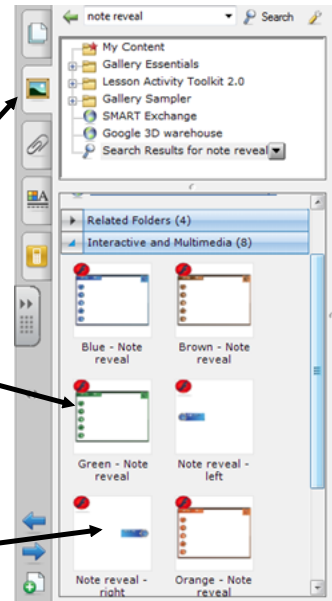 note reveal
Search
My Content
Gallery Essentials
Lesson Activity Toolkit 2.0
Gallery Sampler
SMART Exchange
Google 3D warehouse
Search Results for note reveal
Related Folders (4)
Interactive and Multimedia (8)
Blue - Note
reveal
Brown - Note
reveal
Green - Note
reveal
Note reveal -
left
Note reveal -
right
Orange - Note
reveal